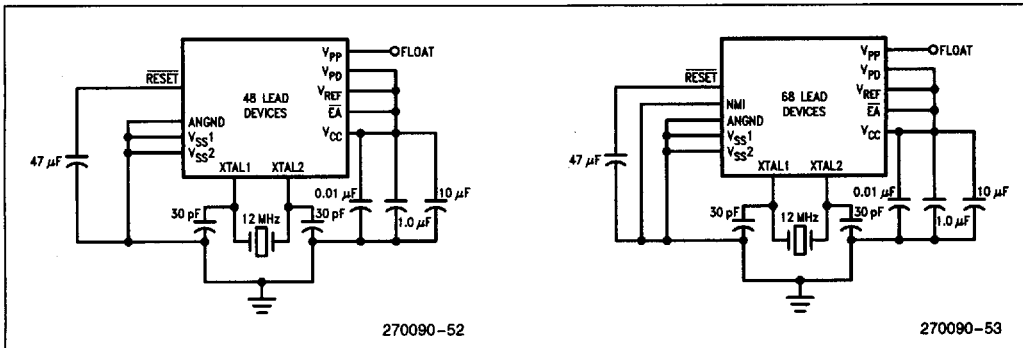 VPP
FLOAT
RESET
VPD
48 LEAD
DEVICES
VREF
EA
ANGND
VSS1
VCC
VSS2
47 μF
XTAL1 XTAL2
0.01 μF
10 μF
30 pF
12 MHz
30 pF
1.0 μF
270090-52
VPP
FLOAT
RESET
VPD
68 LEAD
DEVICES
VREF
NMI
EA
ANGND
VSS1
VCC
VSS2
47 μF
XTAL1 XTAL2
0.01 μF
10 μF
30 pF
12 MHz
30 pF
1.0 μF
270090-53